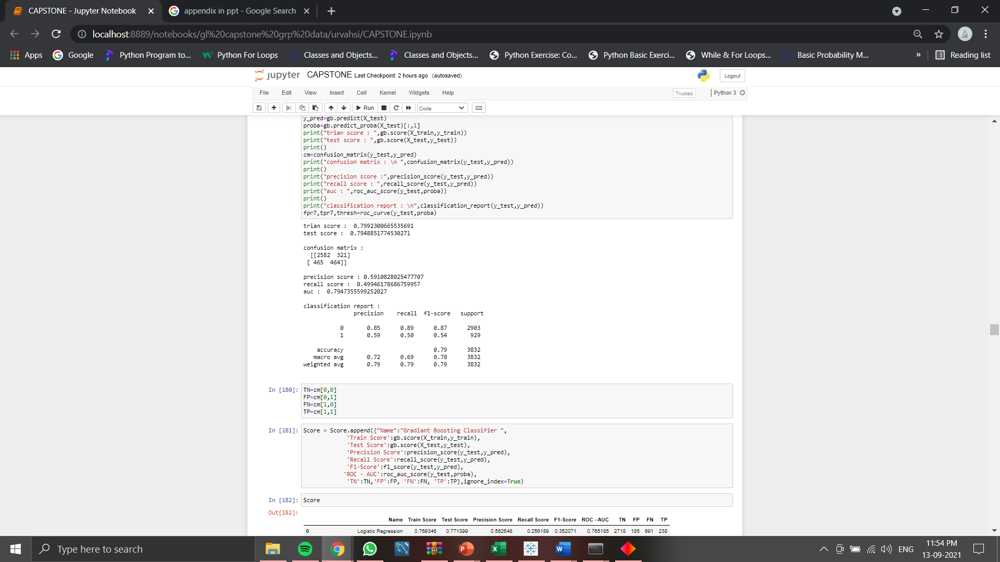 CAPSTONE - Jupyter Notebook
appendix in ppt - Google Search
localhost:8889/notebooks/gl%20capstone%20grp%20data/urvahsi/CAPSTONE.ipynb
Apps Google Python Program to... Python For Loops Classes and Objects... Classes and Objects... Python Exercise: Co... Python Basic Exerci... While & For Loops... Basic Probability M... » Reading list
jupyter CAPSTONE Last Checkpoint: 2 hours ago (autosaved) Logout
File Edit View Insert Cell Kernel Widgets Help Trusted Python 3
Run Code
y_pred=gb.predict(X_test)
proba=gb.predict_proba(X_test)[:,1]
print("trian score : ",gb.score(X_train,y_train))
print("test score : ",gb.score(X_test,y_test))
print()
cm=confusion_matrix(y_test,y_pred)
print("confusion matrix : \n ",confusion_matrix(y_test,y_pred))
print()
print("precision score :",precision_score(y_test,y_pred))
print("recall score : ",recall_score(y_test,y_pred))
print("auc : ",roc_auc_score(y_test,proba))
print()
print("classification report : \n",classification_report(y_test,y_pred))
fpr7,tpr7,thresh=roc_curve(y_test,proba)
trian score :  0.7992300665535691
test score :  0.7948851774530271
confusion matrix :
[[2582  321]
[ 465  464]]
precision score : 0.5910828025477707
recall score :  0.49946178686759957
auc :  0.7947355599252027
classification report :
precision recall f1-score support
0 0.85 0.89 0.87 2903
1 0.59 0.50 0.54 929
accuracy 0.79 3832
macro avg 0.72 0.69 0.70 3832
weighted avg 0.79 0.79 0.79 3832
In [180]: TN=cm[0,0]
FP=cm[0,1]
FN=cm[1,0]
TP=cm[1,1]
In [181]: Score = Score.append({"Name":"Gradiant Boosting Classifier ",
'Train Score':gb.score(X_train,y_train),
'Test Score':gb.score(X_test,y_test),
'Precision Score':precision_score(y_test,y_pred),
'Recall Score':recall_score(y_test,y_pred),
'F1-Score':f1_score(y_test,y_pred),
'ROC - AUC':roc_auc_score(y_test,proba),
'TN':TN,'FP':FP, 'FN':FN, 'TP':TP},ignore_index=True)
In [182]: Score
Out[182]:
Name Train Score Test Score Precision Score Recall Score F1-Score ROC - AUC TN FP FN TP
0 Logistic Regression 0.769346 0.771399 0.562648 0.256189 0.352071 0.765185 2718 185 691 238
Type here to search
ENG
11:54 PM
13-09-2021